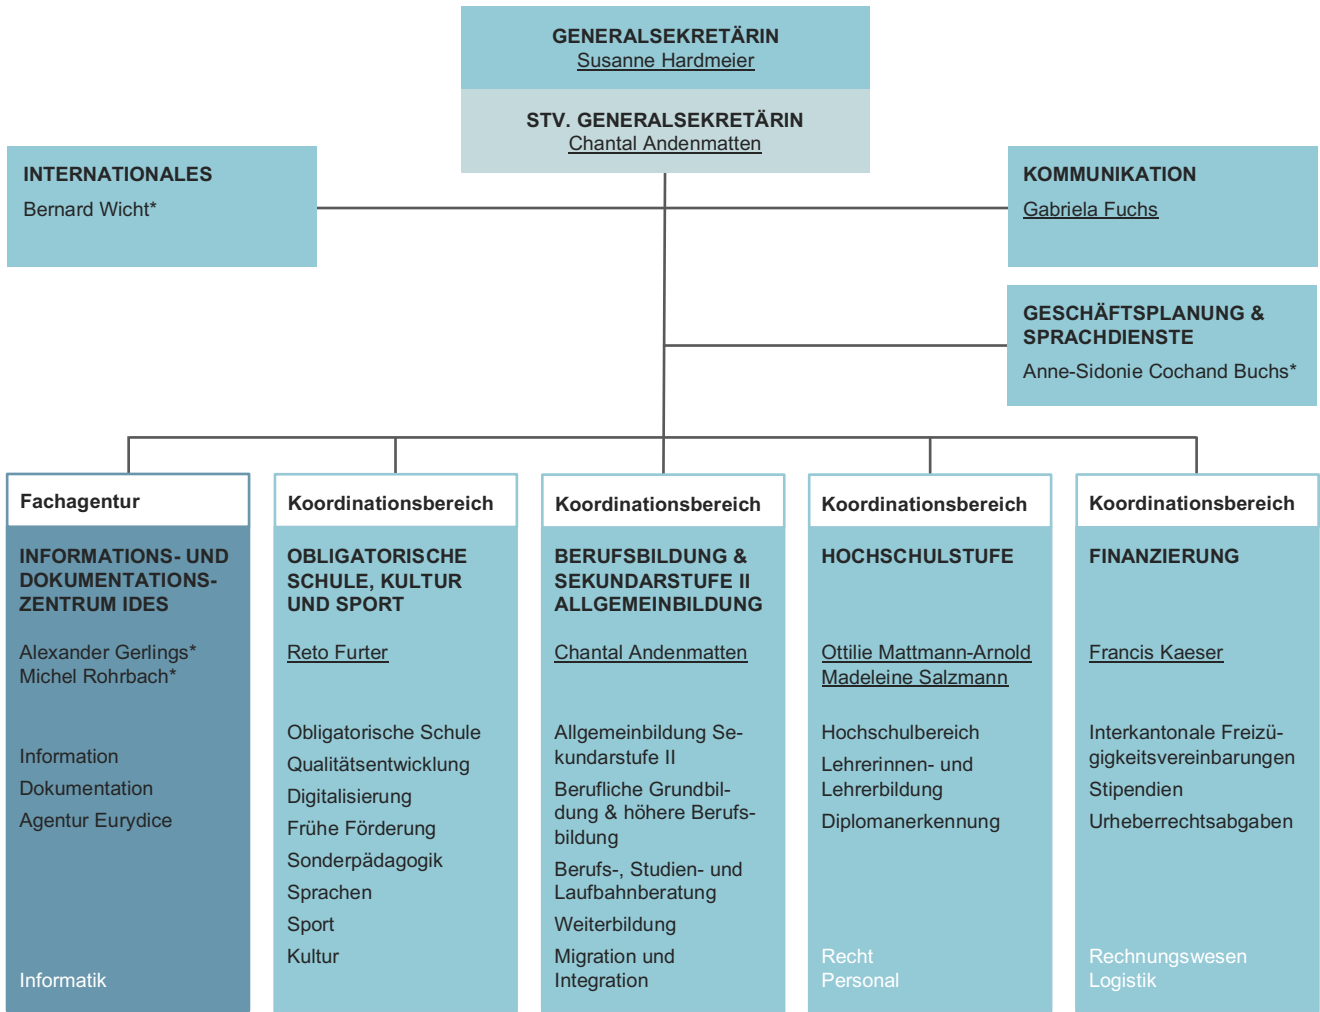 GENERALSEKRETÄRIN
Susanne Hardmeier
STV. GENERALSEKRETÄRIN
Chantal Andenmatten
INTERNATIONALES
Bernard Wicht*
KOMMUNIKATION
Gabriela Fuchs
GESCHÄFTSPLANUNG &
SPRACHDIENSTE
Anne-Sidonie Cochand Buchs*
Fachagentur
INFORMATIONS- UND
DOKUMENTATIONS-
ZENTRUM IDES
Alexander Gerlings*
Michel Rohrbach*
Information
Dokumentation
Agentur Eurydice
Informatik
Koordinationsbereich
OBLIGATORISCHE
SCHULE, KULTUR
UND SPORT
Reto Furter
Obligatorische Schule
Qualitätsentwicklung
Digitalisierung
Frühe Förderung
Sonderpädagogik
Sprachen
Sport
Kultur
Koordinationsbereich
BERUFSBILDUNG &
SEKUNDARSTUFE II
ALLGEMEINBILDUNG
Chantal Andenmatten
Allgemeinbildung Se-
kundarstufe II
Berufliche Grundbil-
dung & höhere Berufs-
bildung
Berufs-, Studien- und
Laufbahnberatung
Weiterbildung
Migration und
Integration
Koordinationsbereich
HOCHSCHULSTUFE
Ottilie Mattmann-Arnold
Madeleine Salzmann
Hochschulbereich
Lehrerinnen- und
Lehrerbildung
Diplomanerkennung
Recht
Personal
Koordinationsbereich
FINANZIERUNG
Francis Kaeser
Interkantonale Freizü-
gigkeitsvereinbarungen
Stipendien
Urheberrechtsabgaben
Rechnungswesen
Logistik